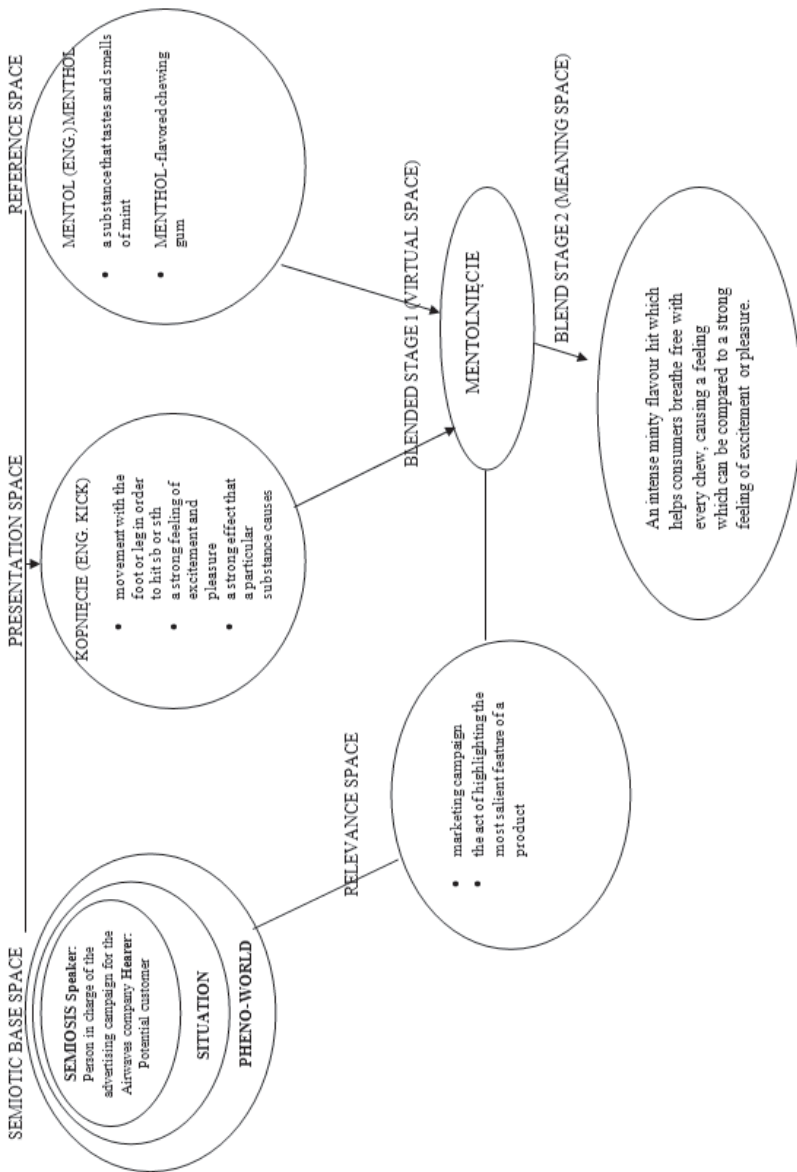 SEMIOTIC BASE SPACE
SEMIOSIS Speaker:
Person in charge of the
advertising campaign for the
Airwaves company Hearer:
Potential customer
SITUATION
PHENO-WORLD
PRESENTATION SPACE
KOPNIĘCIE (ENG. KICK)
• movement with the
foot or leg in order
to hit sb or sth
• a strong feeling of
excitement and
pleasure
• a strong effect that
a particular
substance causes
REFERENCE SPACE
MENTOL (ENG.) MENTHOL
• a substance that tastes and smells
of mint
• MENTHOL-flavored chewing
gum
RELEVANCE SPACE
• marketing campaign
• the act of highlighting the
most salient feature of a
product
BLENDED STAGE 1 (VIRTUAL SPACE)
MENTOLNIĘCIE
BLEND STAGE 2 (MEANING SPACE)
An intense minty flavour hit which
helps consumers breathe free with
every chew, causing a feeling
which can be compared to a strong
feeling of excitement or pleasure.